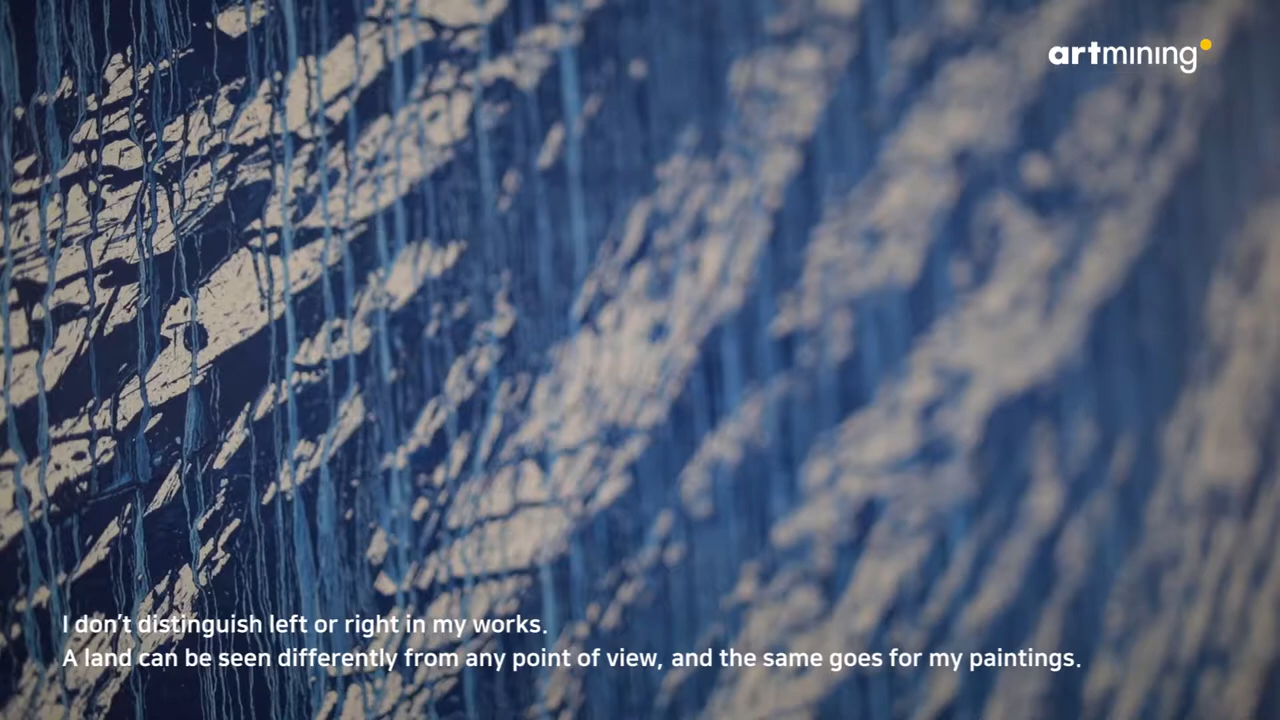 artmining
I don't distinguish left or right in my works.
A land can be seen differently from any point of view, and the same goes for my paintings.